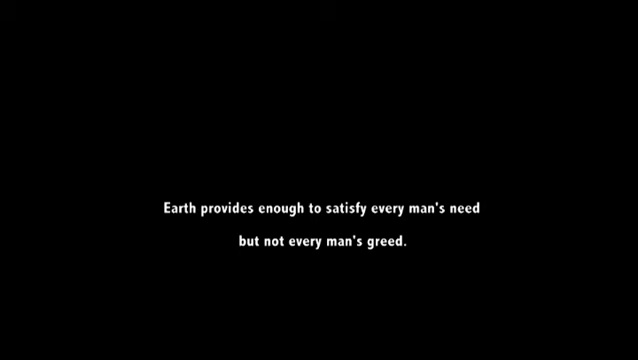 Earth provides enough to satisfy every man's need
but not every man's greed.